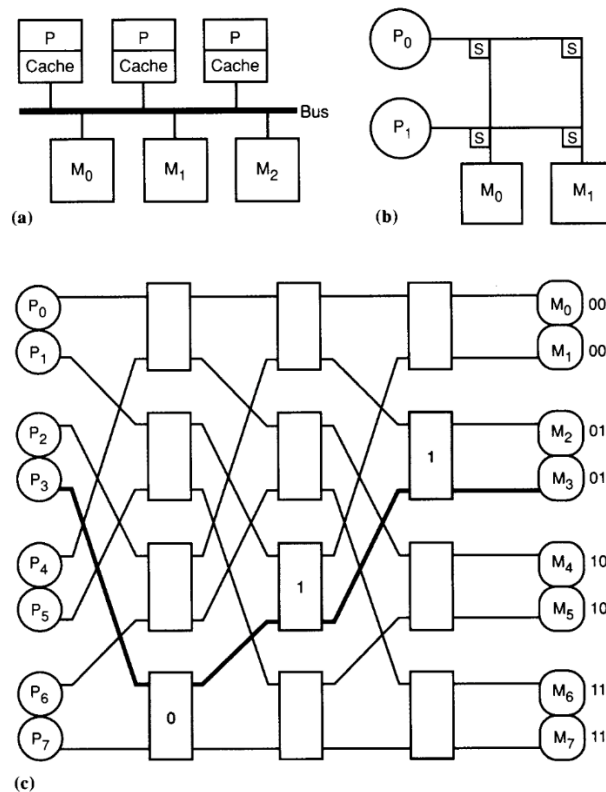 P P P
Cache Cache Cache
Bus
M0 M1 M2
(a)
P0 S S
P1 S S
M0 M1
(b)
P0 M0 00
P1 M1 00
P2 M2 01
1
P3 M3 01
P4 M4 10
1
P5 M5 10
P6 M6 11
0
P7 M7 11
(c)